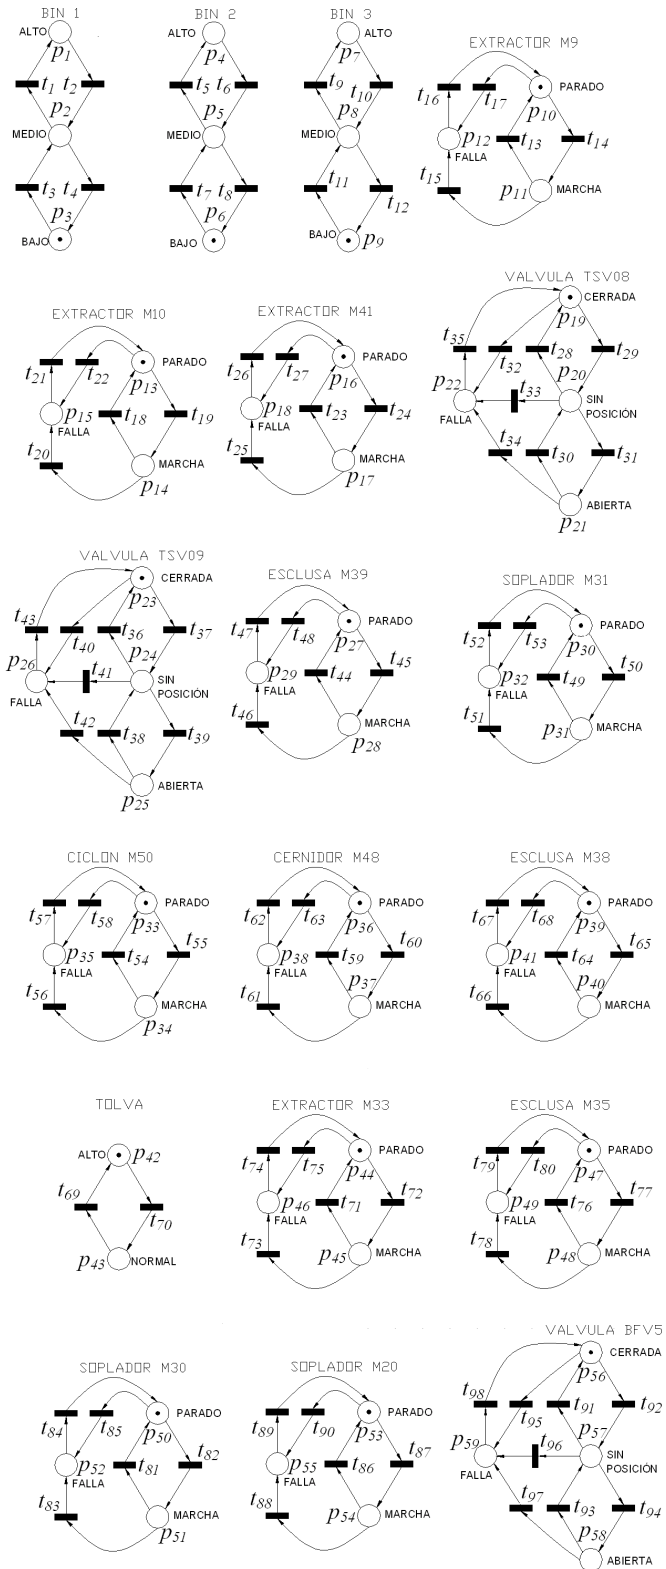 BIN 1
ALTO
p1
t1 t2
p2
MEDIO
t3 t4
p3
BAJO
BIN 2
ALTO
p4
t5 t6
p5
MEDIO
t7 t8
p6
BAJO
BIN 3
ALTO
p7
t9 t10
p8
MEDIO
t11 t12
BAJO p9
EXTRACTOR M9
PARADO
t16 t17 p10
p12 t13 t14
FALLA
t15 p11 MARCHA
EXTRACTOR M10
PARADO
t21 t22 p13
p15 t18 t19
FALLA
t20 MARCHA
p14
EXTRACTOR M41
PARADO
t26 t27 p16
p18 t23 t24
FALLA
t25 MARCHA
p17
VALVULA TSV08
CERRADA
p19
t35 t32 t28 t29
p22 t33 p20
FALLA SIN
POSICIÓN
t34 t30 t31
p21 ABIERTA
VALVULA TSV09
CERRADA
p23
t43 t40 t36 t37
p26 t41 p24
FALLA SIN
POSICIÓN
t42 t38 t39
p25 ABIERTA
ESCLUSA M39
PARADO
t47 t48 p27
p29 t44 t45
FALLA
t46 MARCHA
p28
SOPLADOR M31
PARADO
t52 t53 p30
p32 t49 t50
FALLA
t51 p31 MARCHA
CICLON M50
PARADO
t57 t58 p33
p35 t54 t55
FALLA
t56 MARCHA
p34
CERNIDOR M48
PARADO
t62 t63 p36
p38 t59 t60
FALLA p37
t61 MARCHA
ESCLUSA M38
PARADO
t67 t68 p39
p41 t64 t65
FALLA p40
t66 MARCHA
TOLVA
ALTO p42
t69 t70
p43 NORMAL
EXTRACTOR M33
PARADO
t74 t75 p44
p46 t71 t72
FALLA
t73 p45 MARCHA
ESCLUSA M35
PARADO
t79 t80 p47
p49 t76 t77
FALLA
t78 p48 MARCHA
SOPLADOR M30
PARADO
t84 t85 p50
p52 t81 t82
FALLA
t83 MARCHA
p51
SOPLADOR M20
PARADO
t89 t90 p53
p55 t86 t87
FALLA
t88 p54 MARCHA
VALVULA BFV5
CERRADA
p56
t98 t95 t91 t92
p59 t96 p57
FALLA SIN
POSICIÓN
t97 t93 t94
p58
ABIERTA